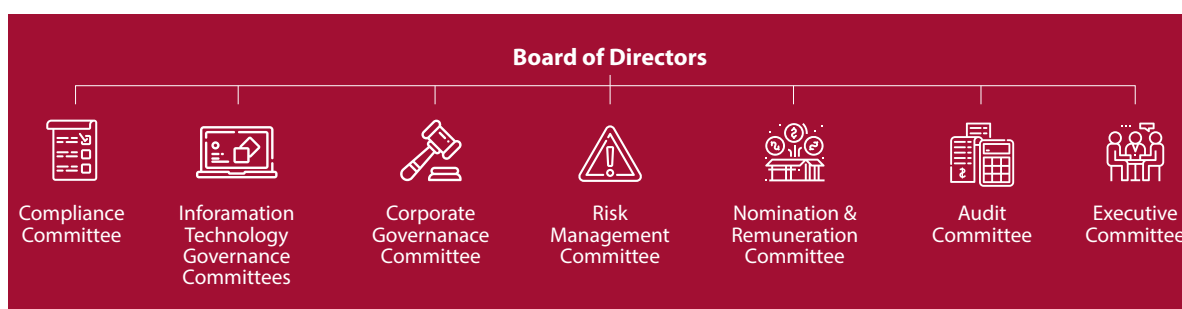 Board of Directors
Compliance
Committee
Inforamation
Technology
Governance
Committees
Corporate
Governanace
Committee
Risk
Management
Committee
Nomination &
Remuneration
Committee
Audit
Committee
Executive
Committee